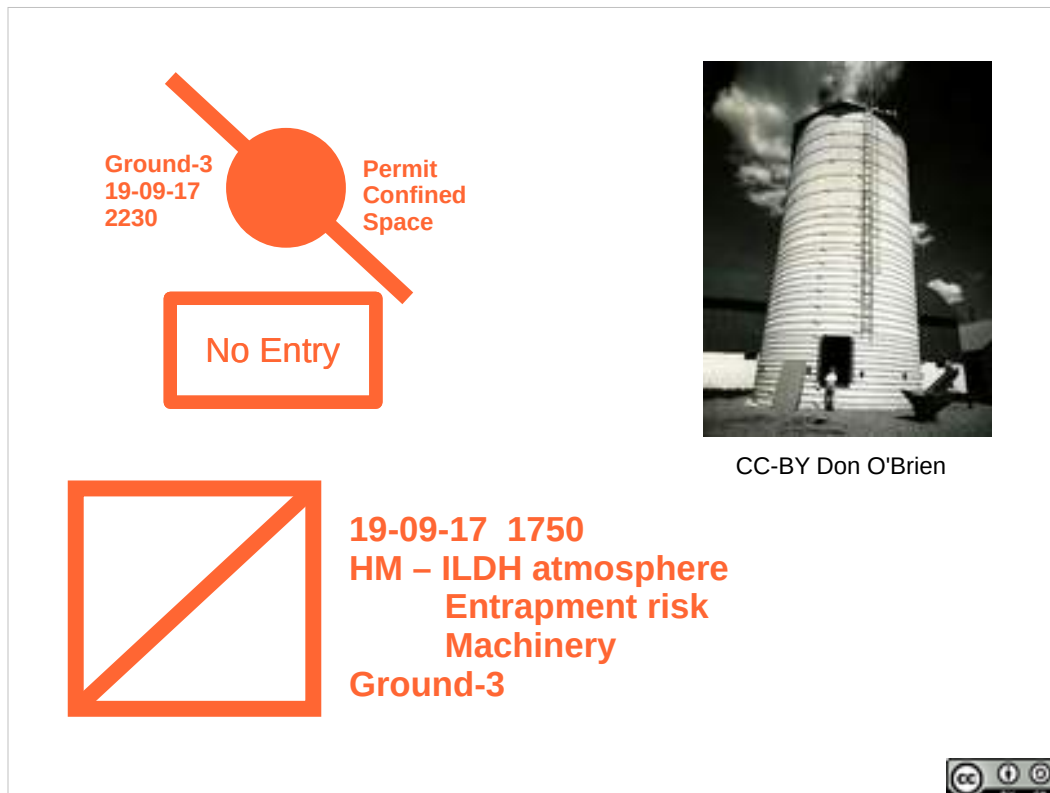 Ground-3
19-09-17
2230
Permit
Confined
Space
No Entry
CC-BY Don O'Brien
19-09-17 1750
HM – ILDH atmosphere
Entrapment risk
Machinery
Ground-3
cc